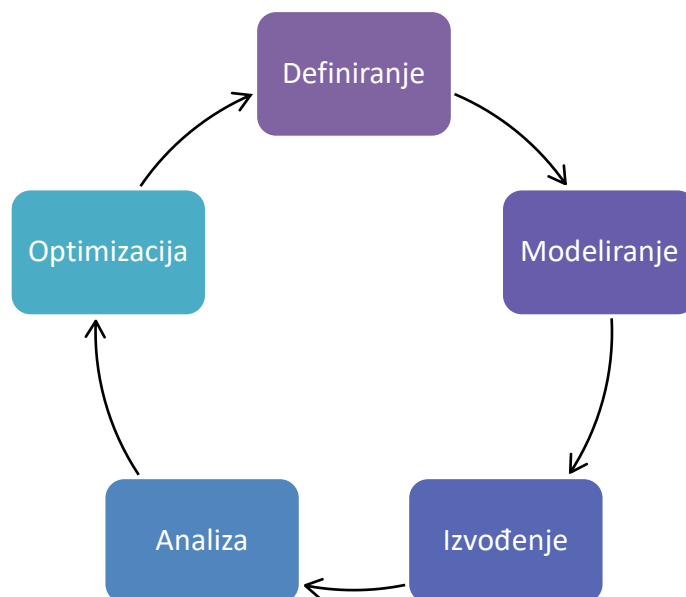 Definiranje
Modeliranje
Izvođenje
Analiza
Optimizacija